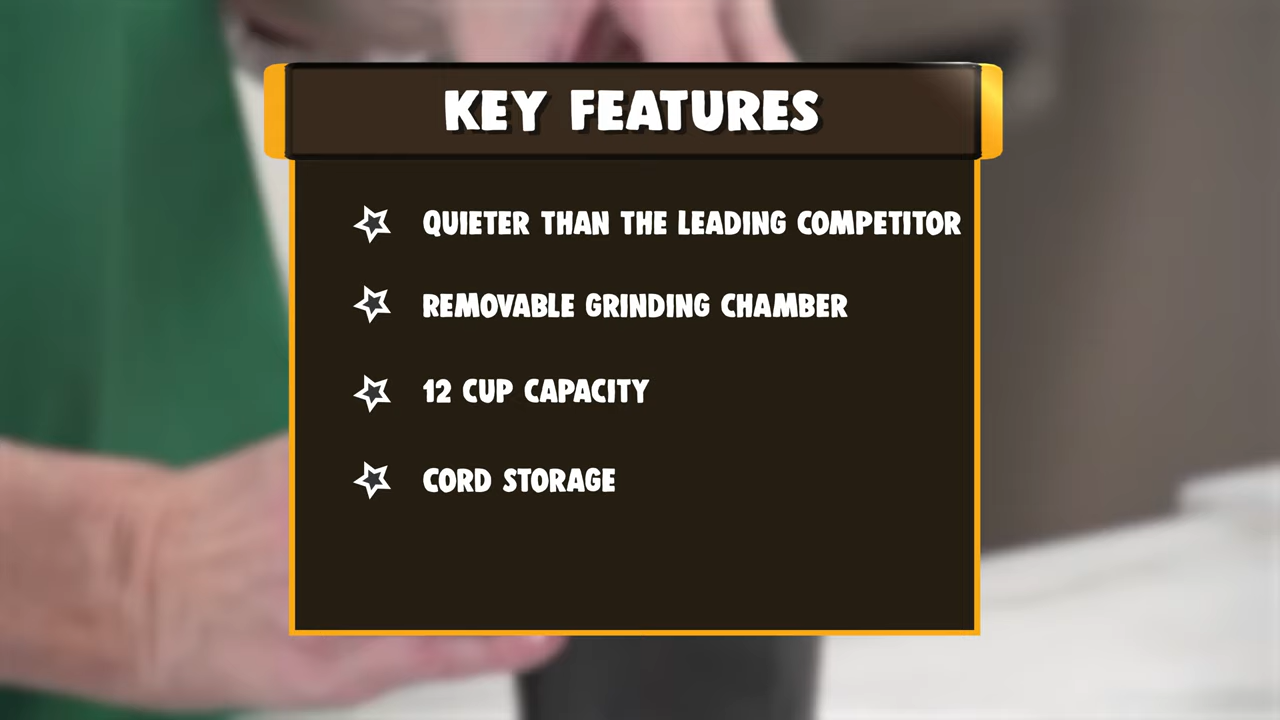 KEY FEATURES
QUIETER THAN THE LEADING COMPETITOR
REMOVABLE GRINDING CHAMBER
12 CUP CAPACITY
CORD STORAGE